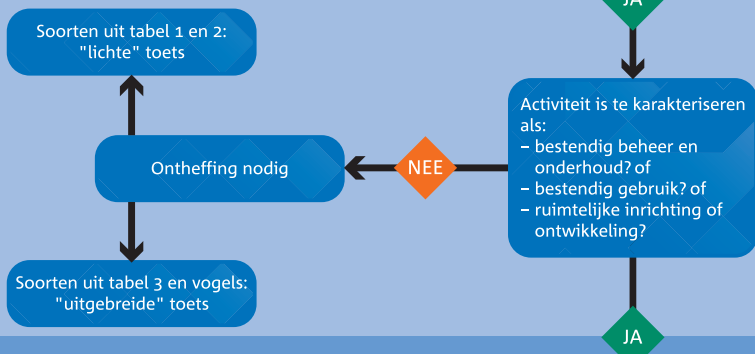 JA
Soorten uit tabel 1 en 2:
"lichte" toets
Activiteit is te karakteriseren
als:
– bestendig beheer en
onderhoud? of
– bestendig gebruik? of
– ruimtelijke inrichting of
ontwikkeling?
NEE
Ontheffing nodig
Soorten uit tabel 3 en vogels:
"uitgebreide" toets
JA